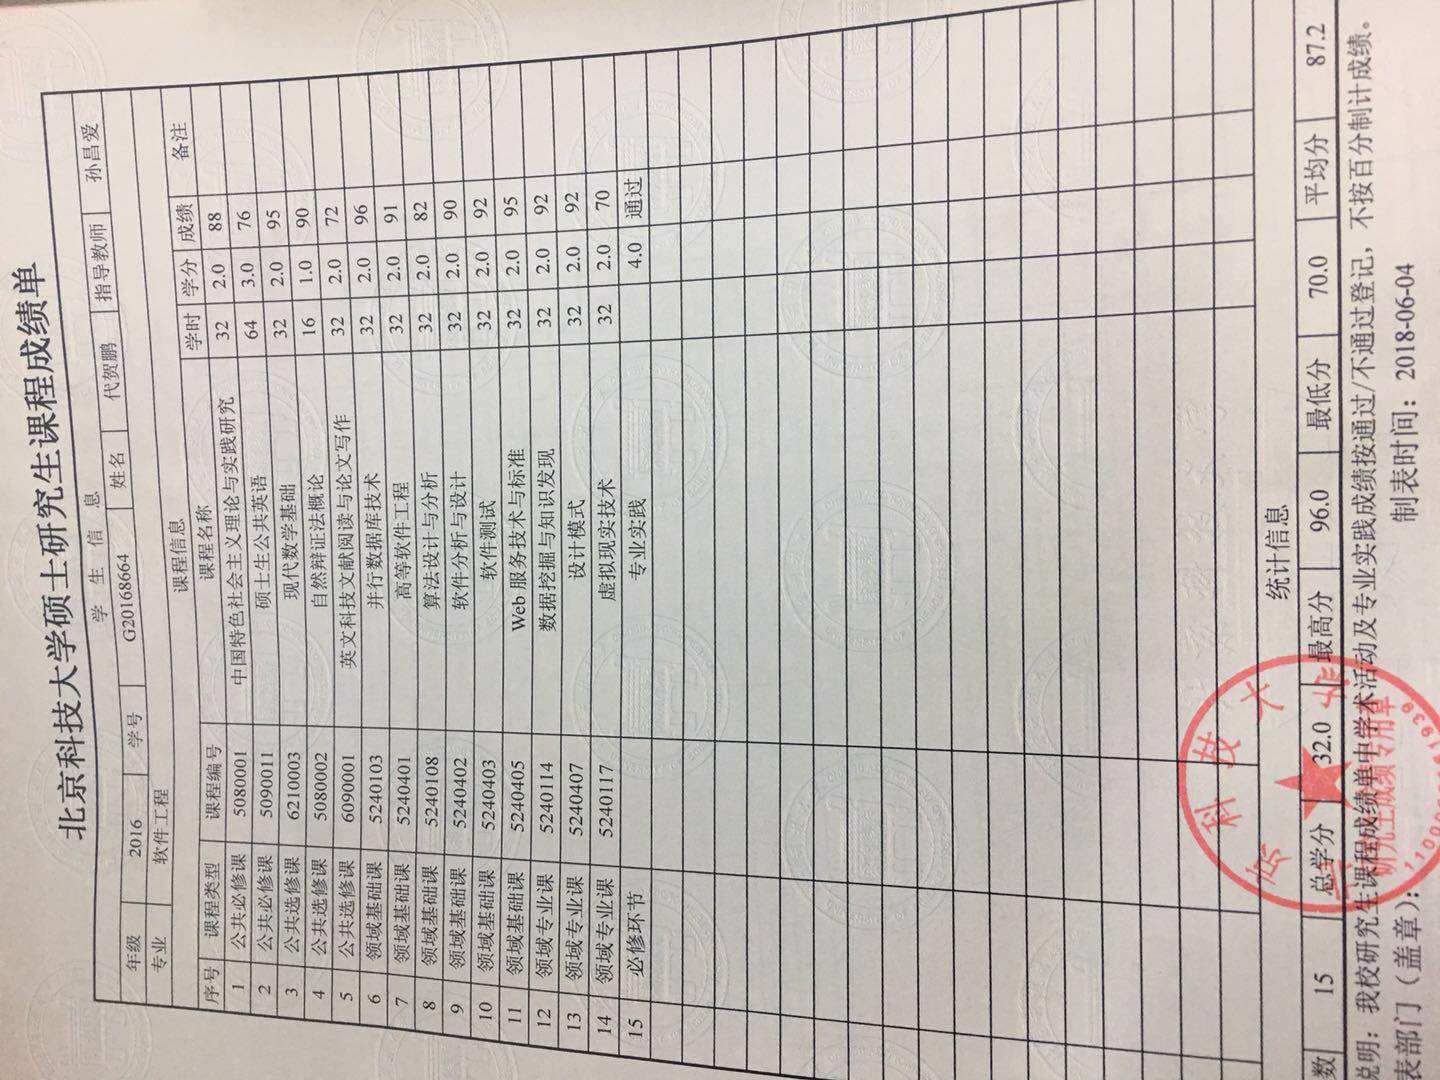 北京科技大学硕士研究生课程成绩单
学 生 信 息
年级 2016 学号 G20168664 姓名 代贺鹏 指导教师 孙昌爱
专业 软件工程
课程信息
序号 课程类型 课程编号 课程名称 学时 学分 成绩 备注
1 公共必修课 5080001 中国特色社会主义理论与实践研究 32 2.0 88
2 公共必修课 5090011 硕士生公共英语 64 3.0 76
3 公共选修课 6210003 现代数学基础 32 2.0 95
4 公共选修课 5080002 自然辩证法概论 16 1.0 90
5 公共选修课 6090001 英文科技文献阅读与论文写作 32 2.0 72
6 领域基础课 5240103 并行数据库技术 32 2.0 96
7 领域基础课 5240401 高等软件工程 32 2.0 91
8 领域基础课 5240108 算法设计与分析 32 2.0 82
9 领域基础课 5240402 软件分析与设计 32 2.0 90
10 领域基础课 5240403 软件测试 32 2.0 92
11 领域基础课 5240405 Web 服务技术与标准 32 2.0 95
12 领域专业课 5240114 数据挖掘与知识发现 32 2.0 92
13 领域专业课 5240407 设计模式 32 2.0 92
14 领域专业课 5240117 虚拟现实技术 32 2.0 70
15 必修环节 专业实践 4.0 通过
统计信息
数 15 总学分 32.0 最高分 96.0 最低分 70.0 平均分 87.2
说明：我校研究生课程成绩单中学术活动及专业实践成绩按通过/不通过登记，不按百分制计成绩。
表部门（盖章）： 制表时间：2018-06-04
京科技大
研究生成绩专用章